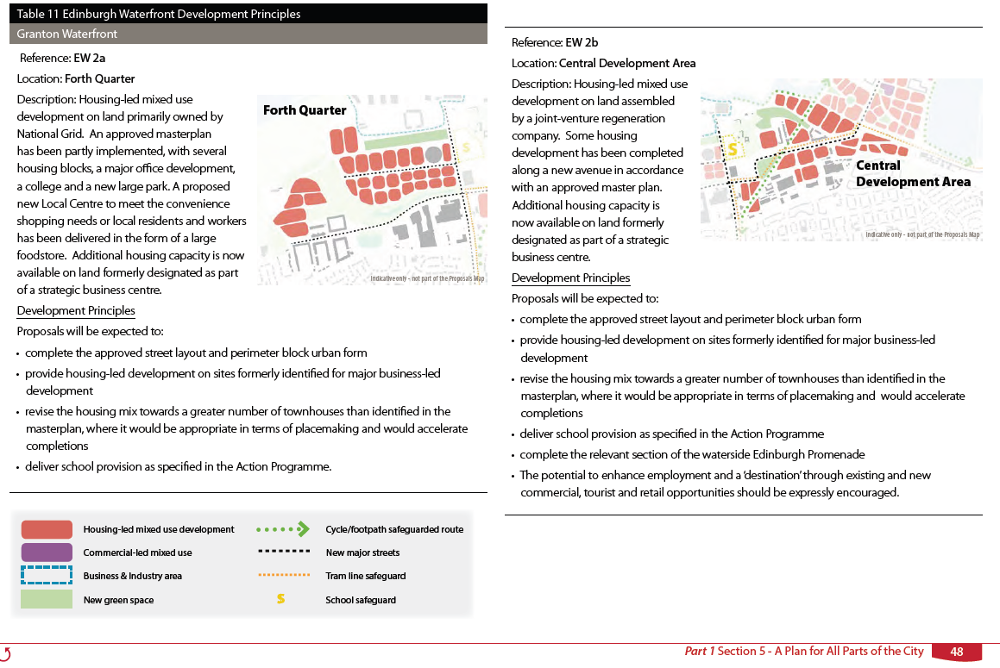 Table 11 Edinburgh Waterfront Development Principles
Granton Waterfront
Reference: EW 2a
Location: Forth Quarter
Description: Housing-led mixed use
development on land primarily owned by
National Grid.  An approved masterplan
has been partly implemented, with several
housing blocks, a major office development,
a college and a new large park. A proposed
new Local Centre to meet the convenience
shopping needs or local residents and workers
has been delivered in the form of a large
foodstore.  Additional housing capacity is now
available on land formerly designated as part
of a strategic business centre.
Forth Quarter
S
Indicative only - not part of the Proposals Map
Development Principles
Proposals will be expected to:
• complete the approved street layout and perimeter block urban form
• provide housing-led development on sites formerly identified for major business-led
development
• revise the housing mix towards a greater number of townhouses than identified in the
masterplan, where it would be appropriate in terms of placemaking and would accelerate
completions
• deliver school provision as specified in the Action Programme.
Housing-led mixed use development
Commercial-led mixed use
Business & Industry area
New green space
Cycle/footpath safeguarded route
New major streets
Tram line safeguard
S School safeguard
Reference: EW 2b
Location: Central Development Area
Description: Housing-led mixed use
development on land assembled
by a joint-venture regeneration
company.  Some housing
development has been completed
along a new avenue in accordance
with an approved master plan.
Additional housing capacity is
now available on land formerly
designated as part of a strategic
business centre.
S
Central
Development Area
Indicative only - not part of the Proposals Map
Development Principles
Proposals will be expected to:
• complete the approved street layout and perimeter block urban form
• provide housing-led development on sites formerly identified for major business-led
development
• revise the housing mix towards a greater number of townhouses than identified in the
masterplan, where it would be appropriate in terms of placemaking and  would accelerate
completions
• deliver school provision as specified in the Action Programme
• complete the relevant section of the waterside Edinburgh Promenade
• The potential to enhance employment and a ‘destination’ through existing and new
commercial, tourist and retail opportunities should be expressly encouraged.
Part 1 Section 5 - A Plan for All Parts of the City 48